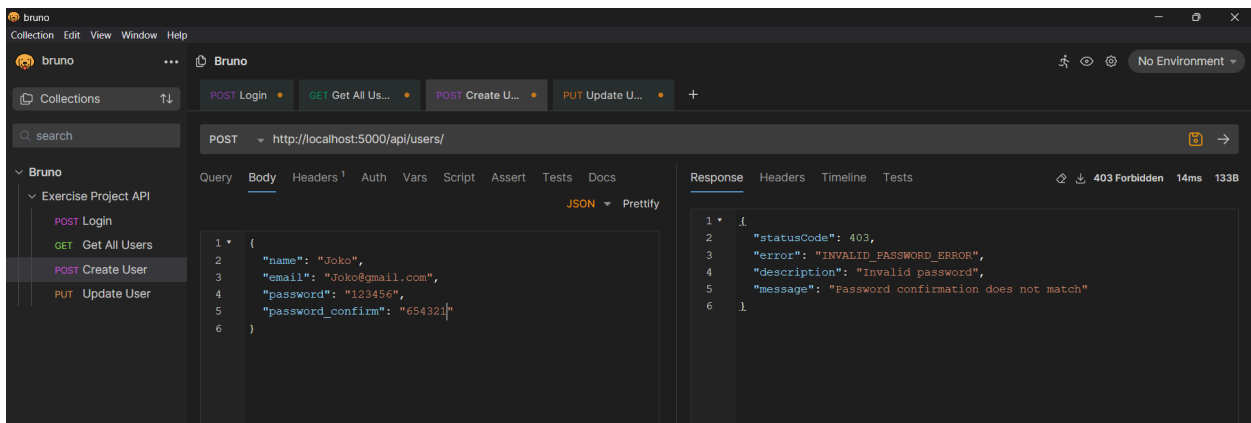 bruno
Collection Edit View Window Help
bruno ...
Bruno
No Environment
Collections
POST Login
GET Get All Us...
POST Create U...
PUT Update U...
+
search
POST http://localhost:5000/api/users/
Bruno
Exercise Project API
POST Login
GET Get All Users
POST Create User
PUT Update User
Query Body Headers 1 Auth Vars Script Assert Tests Docs
JSON Prettify
1 {
2 "name": "Joko",
3 "email": "Joko@gmail.com",
4 "password": "123456",
5 "password_confirm": "654321"
6 }
Response Headers Timeline Tests 403 Forbidden 14ms 133B
1 {
2 "statusCode": 403,
3 "error": "INVALID_PASSWORD_ERROR",
4 "description": "Invalid password",
5 "message": "Password confirmation does not match"
6 }